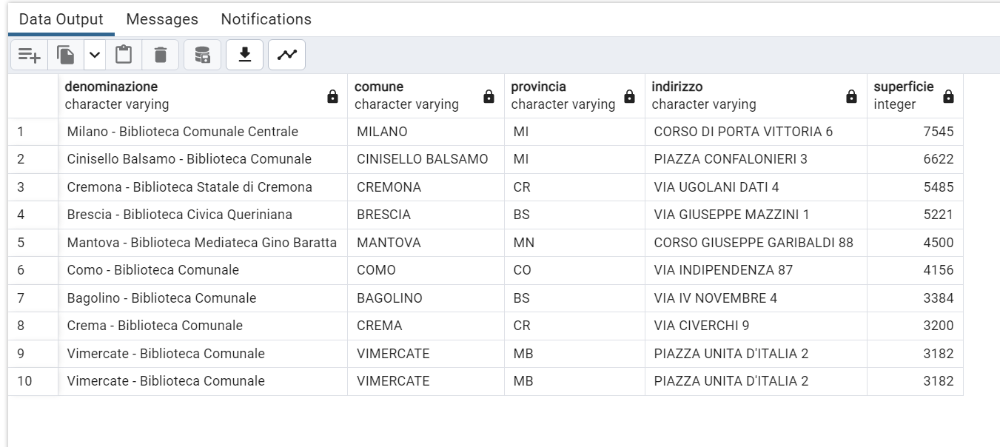 Data Output Messages Notifications
denominazione comune provincia indirizzo superficie
character varying character varying character varying character varying integer
1 Milano - Biblioteca Comunale Centrale MILANO MI CORSO DI PORTA VITTORIA 6 7545
2 Cinisello Balsamo - Biblioteca Comunale CINISELLO BALSAMO MI PIAZZA CONFALONIERI 3 6622
3 Cremona - Biblioteca Statale di Cremona CREMONA CR VIA UGOLANI DATI 4 5485
4 Brescia - Biblioteca Civica Queriniana BRESCIA BS VIA GIUSEPPE MAZZINI 1 5221
5 Mantova - Biblioteca Mediateca Gino Baratta MANTOVA MN CORSO GIUSEPPE GARIBALDI 88 4500
6 Como - Biblioteca Comunale COMO CO VIA INDIPENDENZA 87 4156
7 Bagolino - Biblioteca Comunale BAGOLINO BS VIA IV NOVEMBRE 4 3384
8 Crema - Biblioteca Comunale CREMA CR VIA CIVERCHI 9 3200
9 Vimercate - Biblioteca Comunale VIMERCATE MB PIAZZA UNITA D'ITALIA 2 3182
10 Vimercate - Biblioteca Comunale VIMERCATE MB PIAZZA UNITA D'ITALIA 2 3182